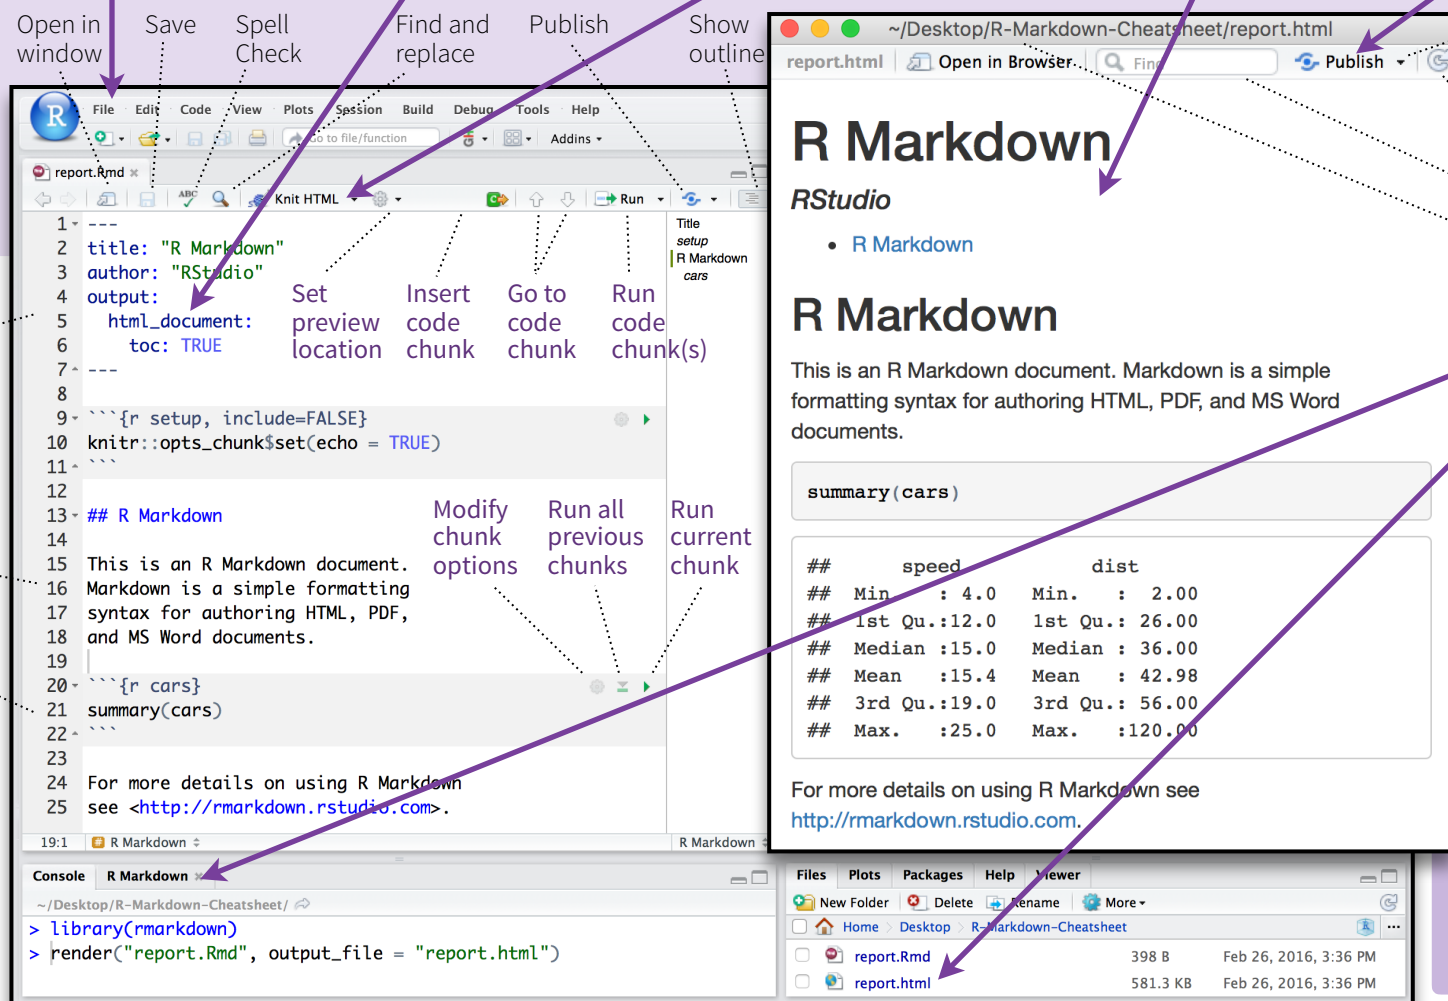 Open in
window
Save
Spell
Check
Find and
replace
Publish
Show
outline
R
File Edit Code View Plots Session Build Debug Tools Help
Go to file/function
Addins
report.Rmd
ABC
Knit HTML
Run
1 ---
2 title: "R Markdown"
3 author: "RStudio"
4 output:
5   html_document:
6     toc: TRUE
7 ---
8
9 ```{r setup, include=FALSE}
10 knitr::opts_chunk$set(echo = TRUE)
11 ```
12
13 ## R Markdown
14
15 This is an R Markdown document.
16 Markdown is a simple formatting
17 syntax for authoring HTML, PDF,
18 and MS Word documents.
19
20 ```{r cars}
21 summary(cars)
22 ```
23
24 For more details on using R Markdown
25 see <http://rmarkdown.rstudio.com>.
Set
preview
location
Insert
code
chunk
Go to
code
chunk
Run
code
chunk(s)
Modify
chunk
options
Run all
previous
chunks
Run
current
chunk
Title
setup
R Markdown
cars
19:1 R Markdown
R Markdown
Console R Markdown
~/Desktop/R-Markdown-Cheatsheet/
> library(rmarkdown)
> render("report.Rmd", output_file = "report.html")
~/Desktop/R-Markdown-Cheatsheet/report.html
report.html Open in Browser Find Publish
R Markdown
RStudio
• R Markdown
R Markdown
This is an R Markdown document. Markdown is a simple
formatting syntax for authoring HTML, PDF, and MS Word
documents.
summary(cars)
##      speed           dist
## Min.   : 4.0   Min.   :  2.00
## 1st Qu.:12.0   1st Qu.: 26.00
## Median :15.0   Median : 36.00
## Mean   :15.4   Mean   : 42.98
## 3rd Qu.:19.0   3rd Qu.: 56.00
## Max.   :25.0   Max.   :120.00
For more details on using R Markdown see
http://rmarkdown.rstudio.com.
Files Plots Packages Help Viewer
New Folder Delete Rename More
Home Desktop R-Markdown-Cheatsheet
report.Rmd 398 B Feb 26, 2016, 3:36 PM
report.html 581.3 KB Feb 26, 2016, 3:36 PM